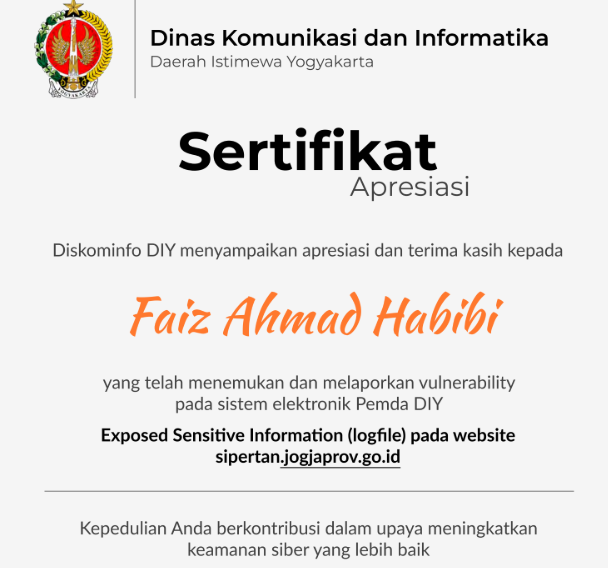 YOGYAKARTA
Dinas Komunikasi dan Informatika
Daerah Istimewa Yogyakarta
Sertifikat
Apresiasi
Diskominfo DIY menyampaikan apresiasi dan terima kasih kepada
Faiz Ahmad Habibi
yang telah menemukan dan melaporkan vulnerability
pada sistem elektronik Pemda DIY
Exposed Sensitive Information (logfile) pada website
sipertan.jogjaprov.go.id
Kepedulian Anda berkontribusi dalam upaya meningkatkan
keamanan siber yang lebih baik